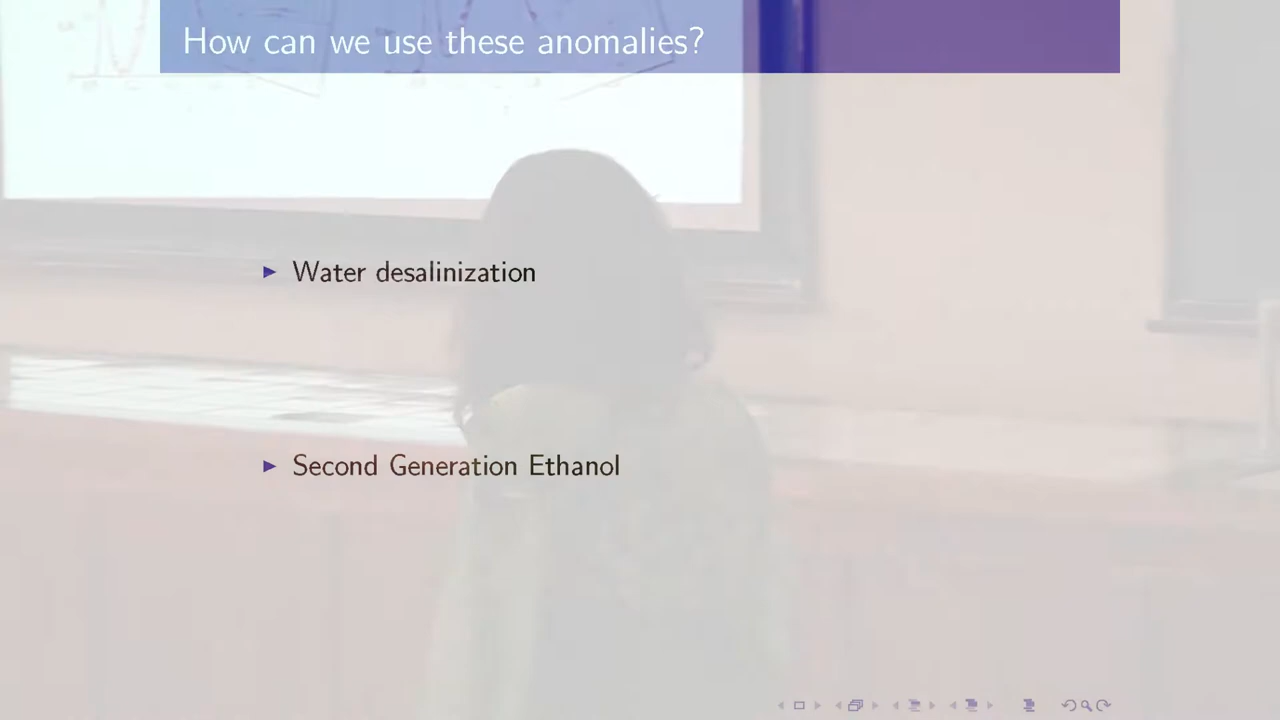 How can we use these anomalies?
Water desalinization
Second Generation Ethanol